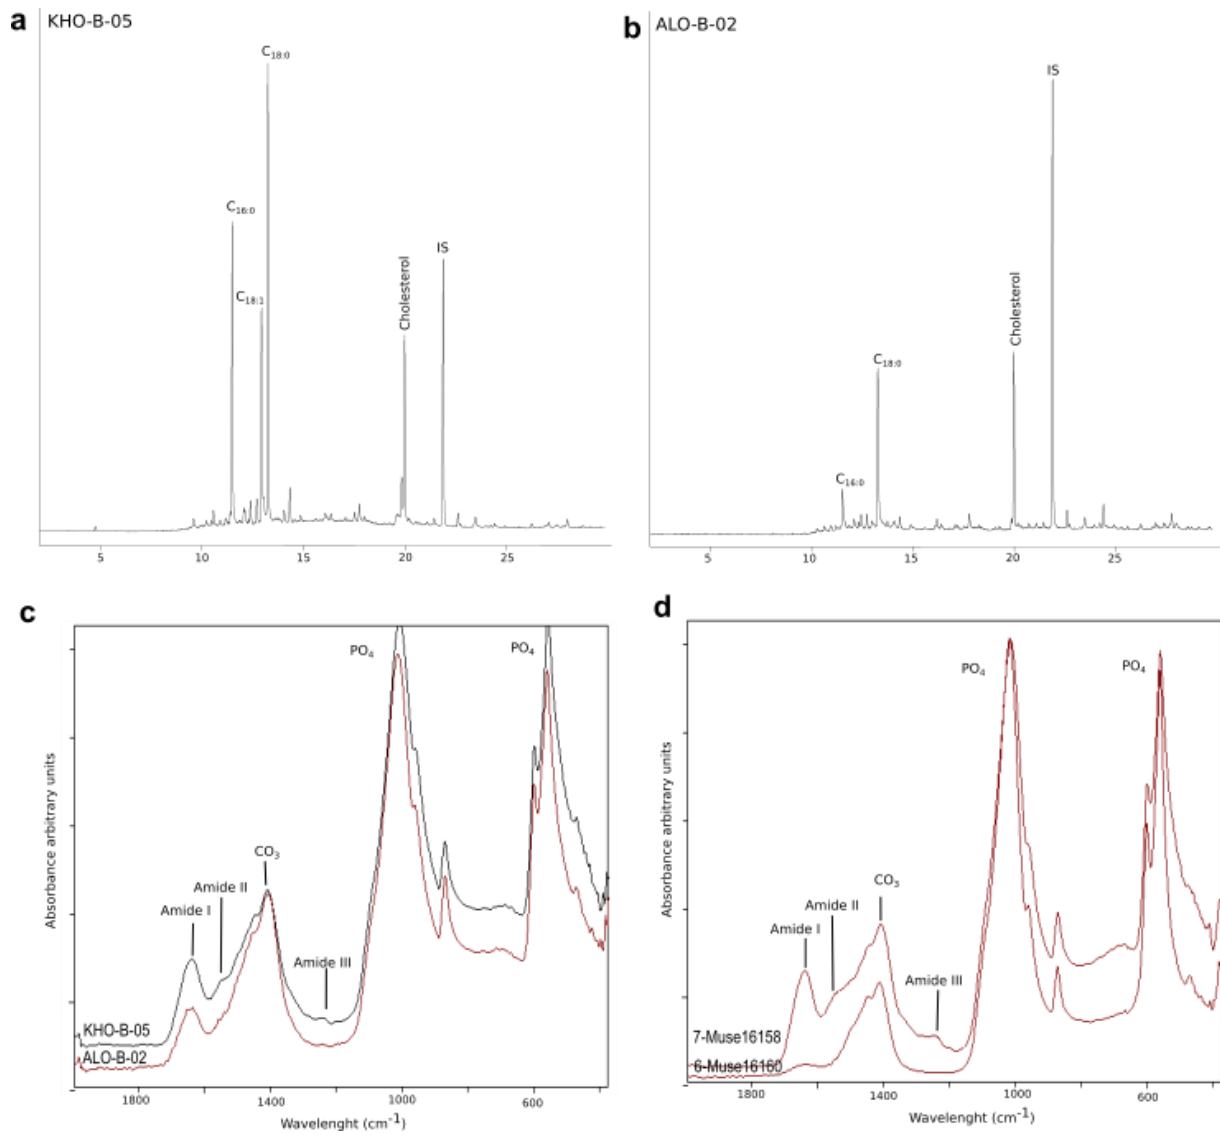 a KHO-B-05
C18:0
C16:0
C18:1
Cholesterol
IS
5 10 15 20 25
b ALO-B-02
IS
Cholesterol
C18:0
C16:0
5 10 15 20 25
c
PO4 PO4
CO3
Amide II
Amide I
Amide III
KHO-B-05
ALO-B-02
Absorbance arbitrary units
1800 1400 1000 600
Wavelenght (cm-1)
d
PO4 PO4
CO3
Amide II
Amide I
Amide III
7-Muse16158
6-Muse16160
Absorbance arbitrary units
1800 1400 1000 600
Wavelenght (cm-1)